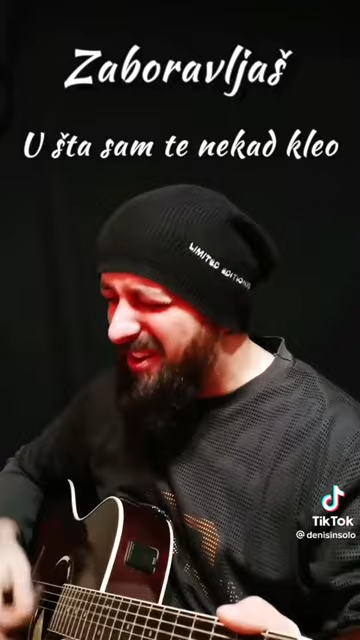 Zaboravljaš
U šta sam te nekad kleo
LIMITED EDITION
TikTok
@denisinsolo